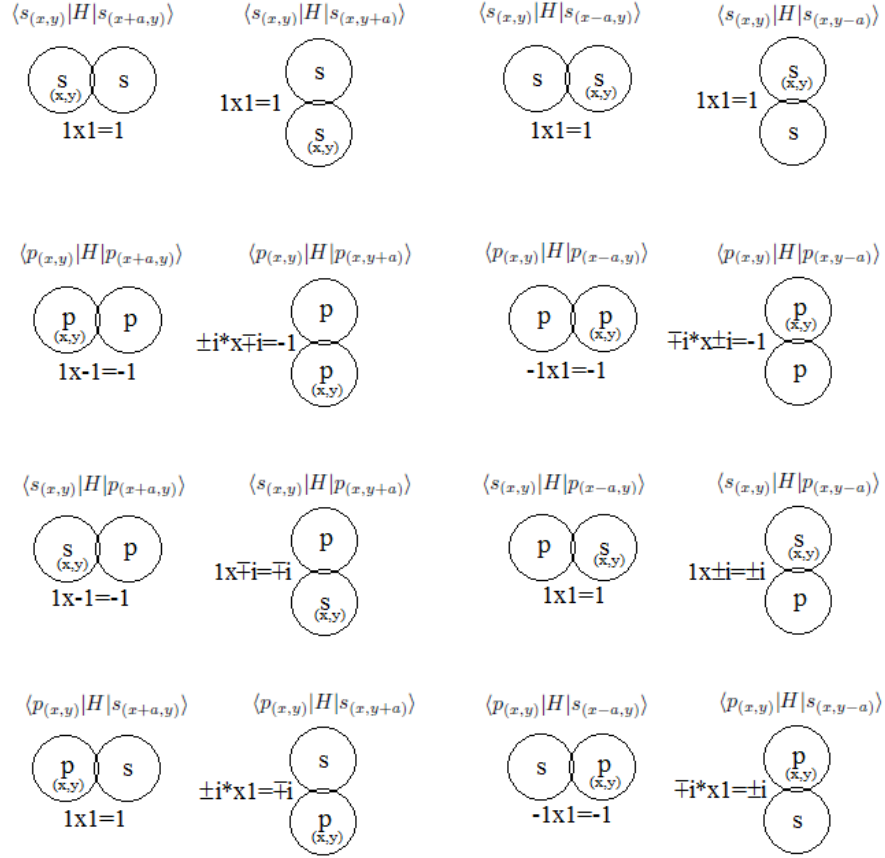 ⟨s(x,y)|H|s(x+a,y)⟩ ⟨s(x,y)|H|s(x,y+a)⟩ ⟨s(x,y)|H|s(x−a,y)⟩ ⟨s(x,y)|H|s(x,y−a)⟩
s (x,y) s
1x1=1
s
1x1=1
s (x,y)
s s (x,y)
1x1=1
s (x,y)
1x1=1
s
⟨p(x,y)|H|p(x+a,y)⟩ ⟨p(x,y)|H|p(x,y+a)⟩ ⟨p(x,y)|H|p(x−a,y)⟩ ⟨p(x,y)|H|p(x,y−a)⟩
p (x,y) p
1x-1=-1
p
±i*x∓i=-1
p (x,y)
p p (x,y)
-1x1=-1
p (x,y)
∓i*x±i=-1
p
⟨s(x,y)|H|p(x+a,y)⟩ ⟨s(x,y)|H|p(x,y+a)⟩ ⟨s(x,y)|H|p(x−a,y)⟩ ⟨s(x,y)|H|p(x,y−a)⟩
s (x,y) p
1x-1=-1
p
1x∓i=∓i
s (x,y)
p s (x,y)
1x1=1
s (x,y)
1x±i=±i
p
⟨p(x,y)|H|s(x+a,y)⟩ ⟨p(x,y)|H|s(x,y+a)⟩ ⟨p(x,y)|H|s(x−a,y)⟩ ⟨p(x,y)|H|s(x,y−a)⟩
p (x,y) s
1x1=1
s
±i*x1=∓i
p (x,y)
s p (x,y)
-1x1=-1
p (x,y)
∓i*x1=±i
s